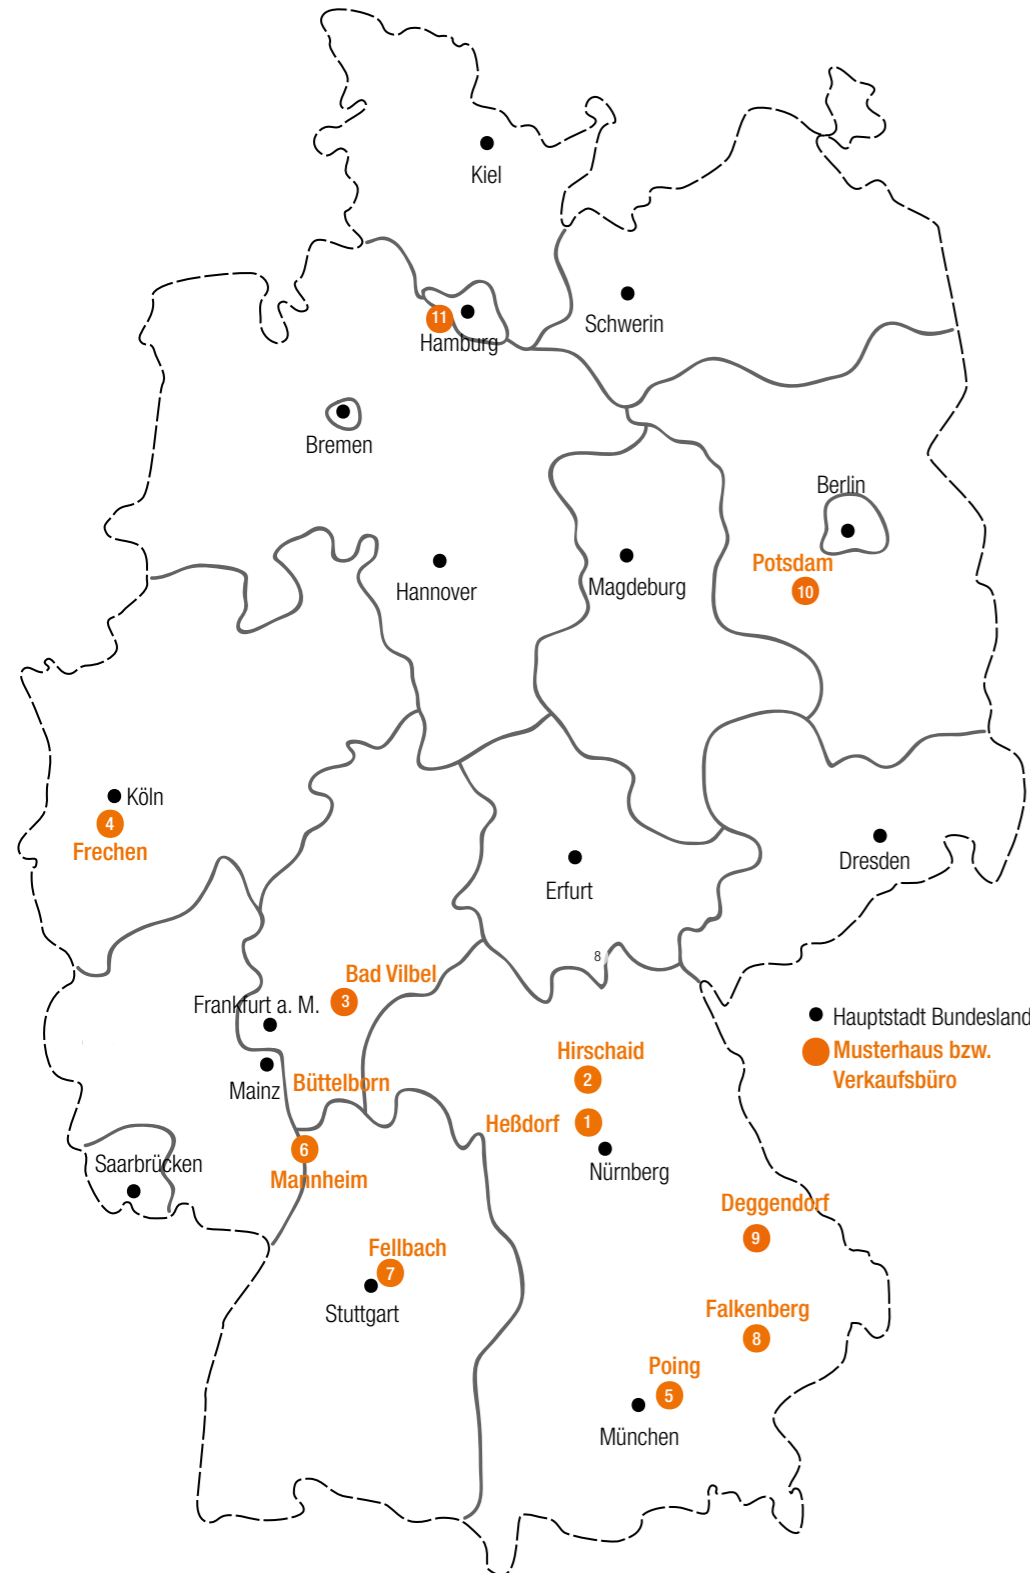 Kiel
Schwerin
11
Hamburg
Bremen
Berlin
Potsdam
10
Hannover
Magdeburg
Köln
4
Frechen
Dresden
Erfurt
8
Bad Vilbel
3
Frankfurt a. M.
Hauptstadt Bundesland
Musterhaus bzw.
Verkaufsbüro
Hirschaid
2
Mainz
Büttelborn
Heßdorf
1
Nürnberg
6
Mannheim
Saarbrücken
Deggendorf
9
Fellbach
7
Stuttgart
Falkenberg
8
Poing
5
München